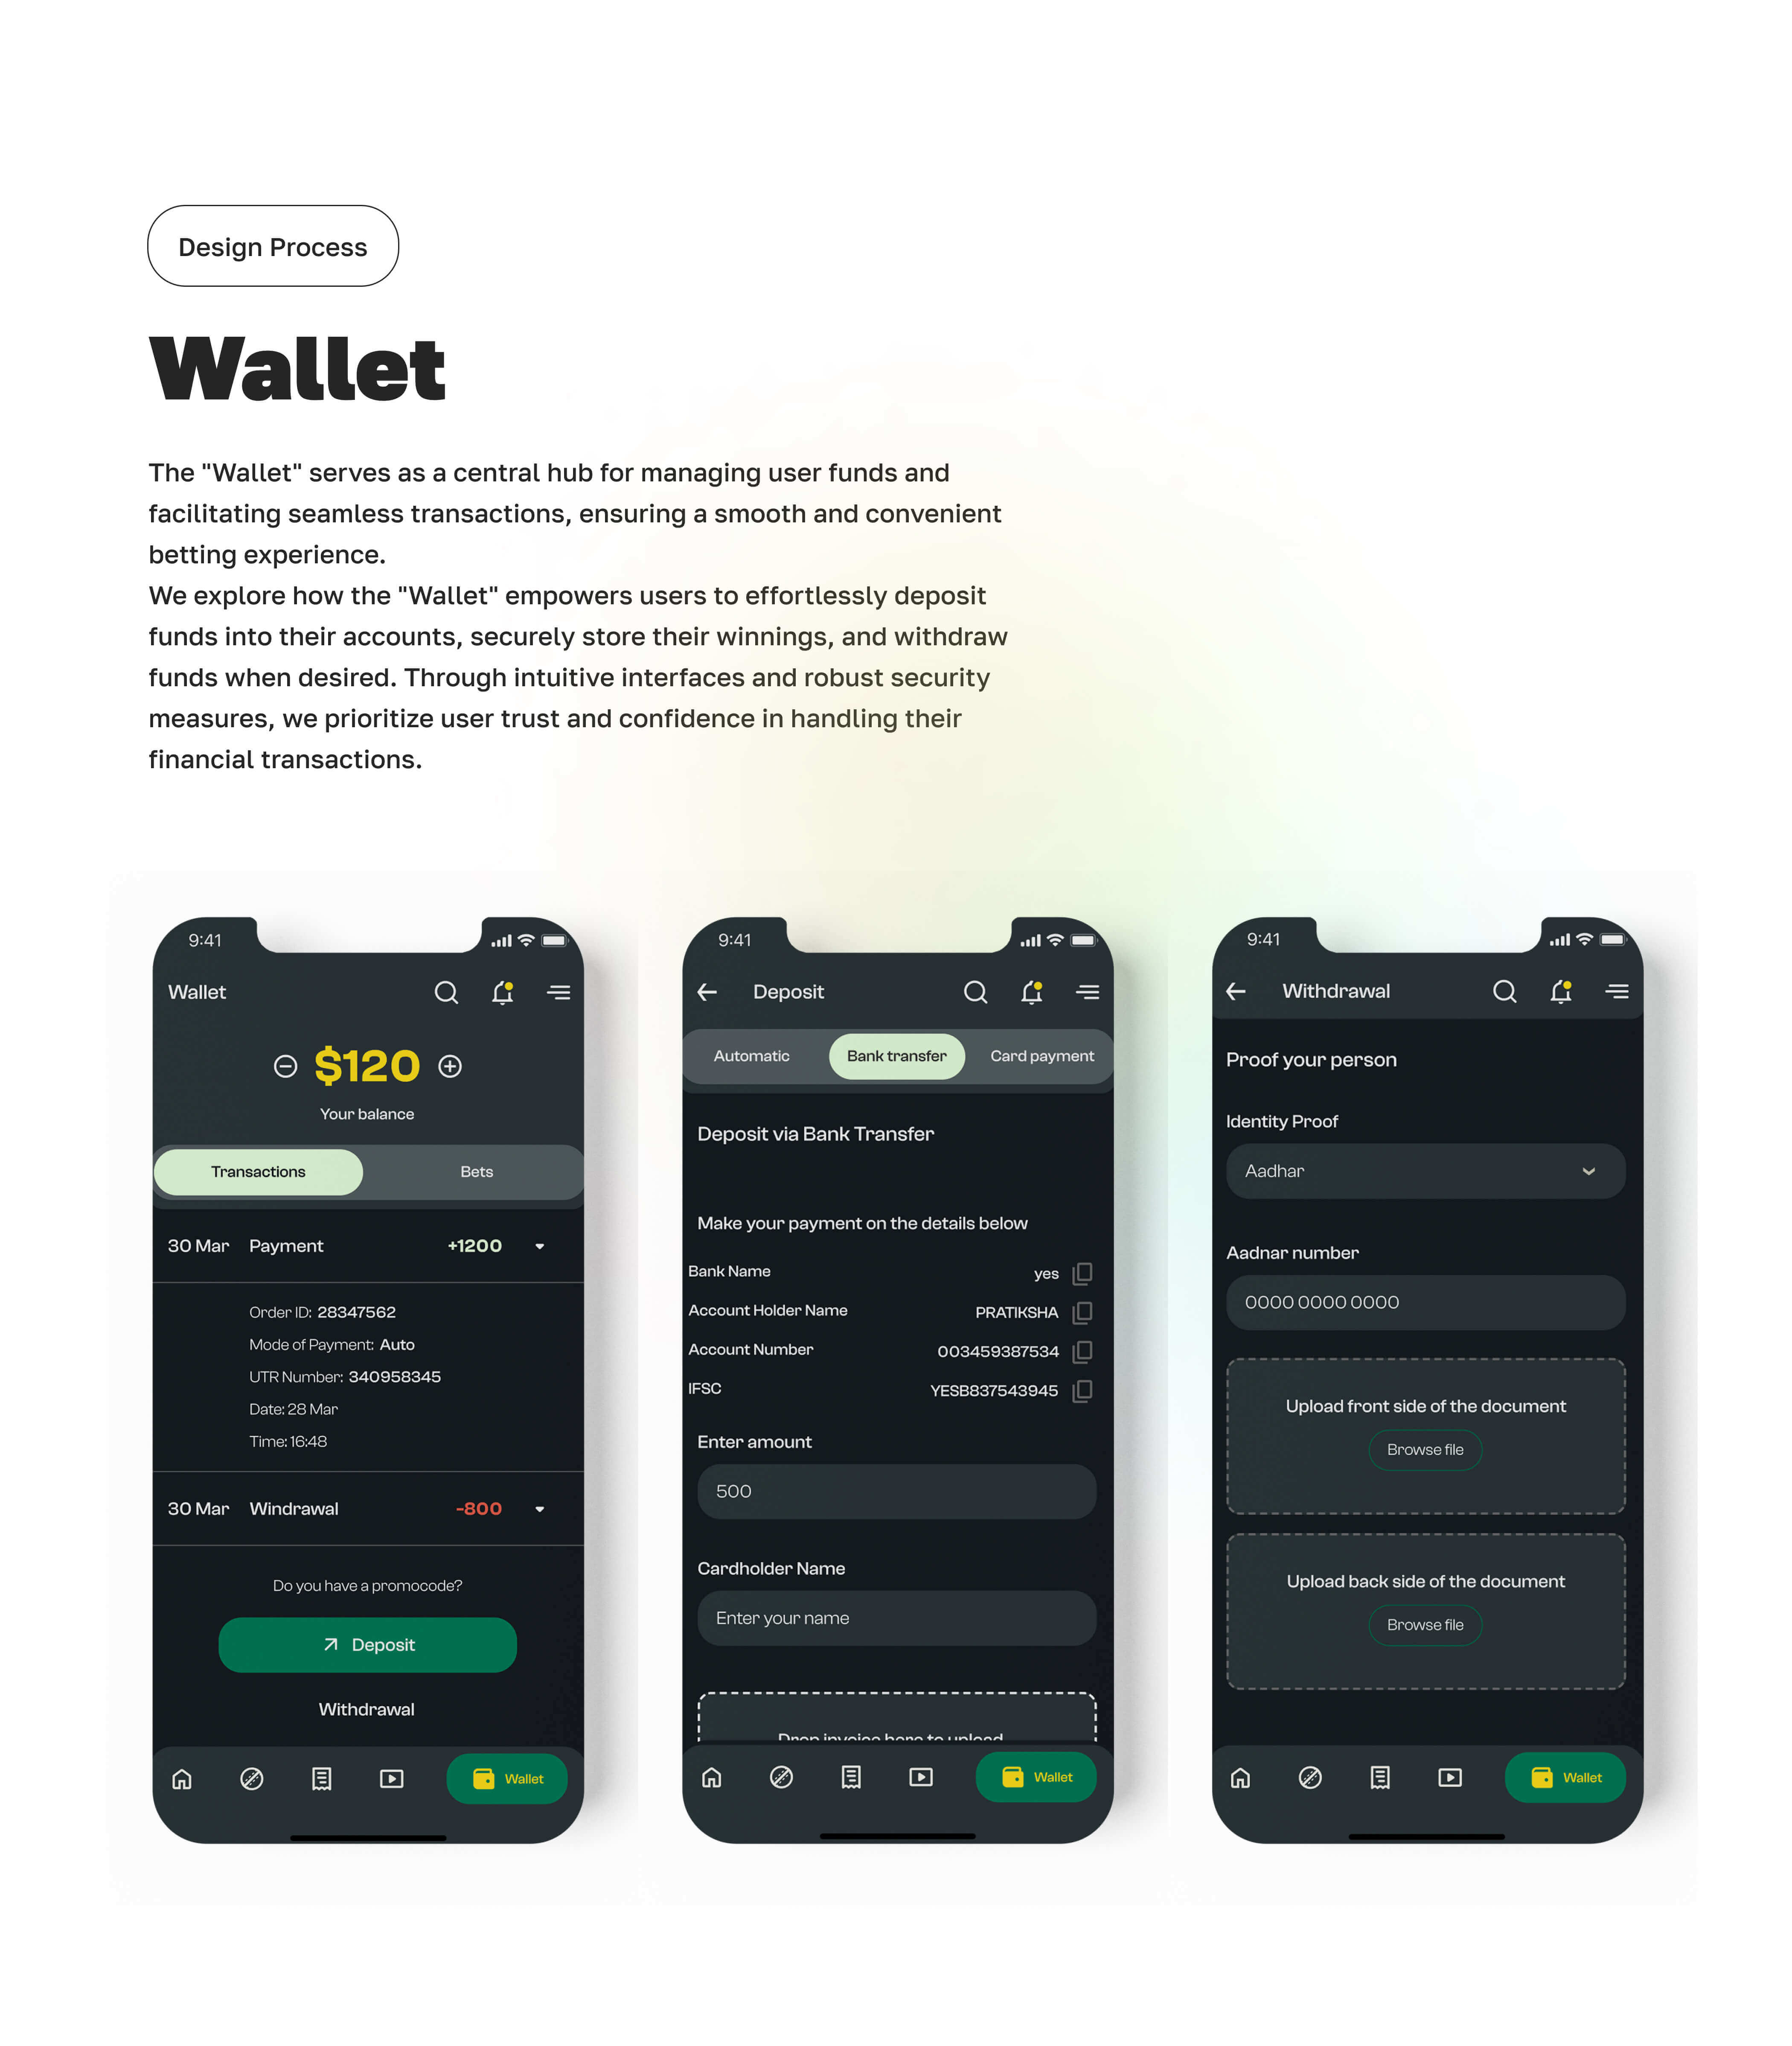 Design Process
Wallet
The "Wallet" serves as a central hub for managing user funds and
facilitating seamless transactions, ensuring a smooth and convenient
betting experience.
We explore how the "Wallet" empowers users to effortlessly deposit
funds into their accounts, securely store their winnings, and withdraw
funds when desired. Through intuitive interfaces and robust security
measures, we prioritize user trust and confidence in handling their
financial transactions.
9:41
Wallet
$120
Your balance
Transactions Bets
30 Mar Payment +1200
Order ID: 28347562
Mode of Payment: Auto
UTR Number: 340958345
Date: 28 Mar
Time: 16:48
30 Mar Windrawal -800
Do you have a promocode?
Deposit
Withdrawal
Wallet
9:41
Deposit
Automatic Bank transfer Card payment
Deposit via Bank Transfer
Make your payment on the details below
Bank Name yes
Account Holder Name PRATIKSHA
Account Number 003459387534
IFSC YESB837543945
Enter amount
500
Cardholder Name
Enter your name
Drop invoice here to upload
Wallet
9:41
Withdrawal
Proof your person
Identity Proof
Aadhar
Aadnar number
0000 0000 0000
Upload front side of the document
Browse file
Upload back side of the document
Browse file
Wallet